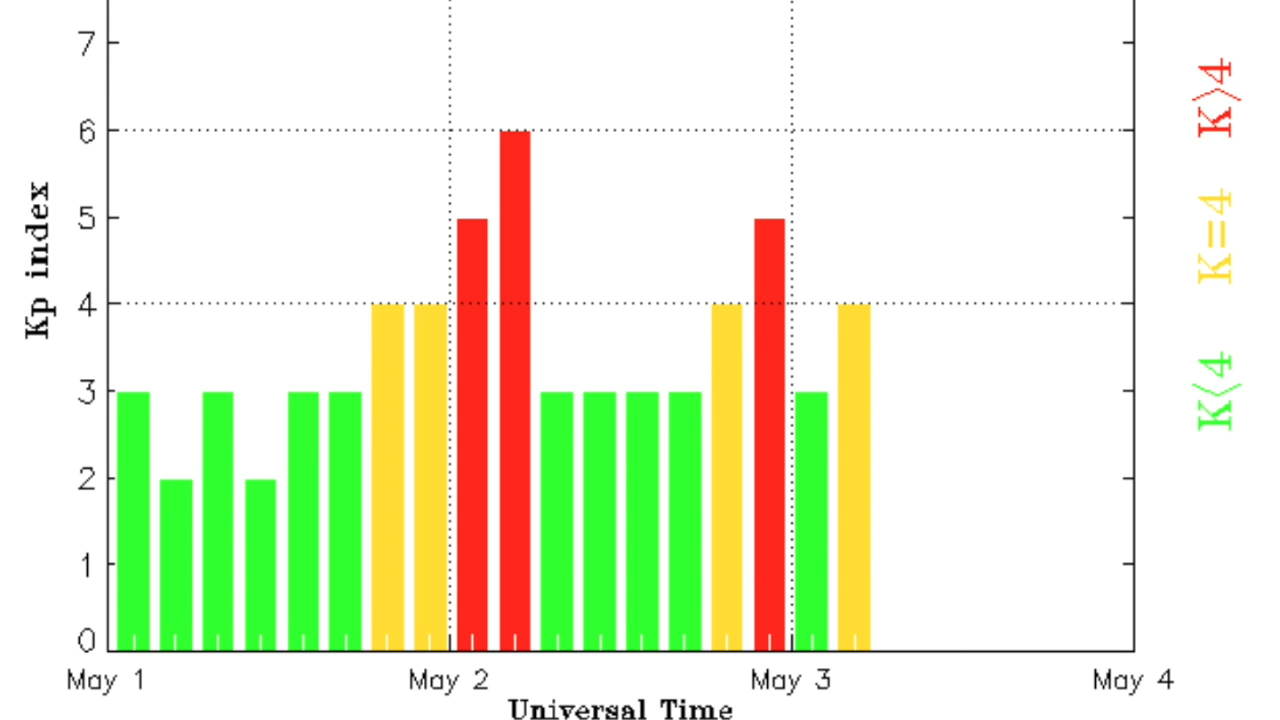 7
6
5
4
3
2
1
0
Kp index
May 1
May 2
May 3
May 4
Universal Time
K>4
K=4
K<4